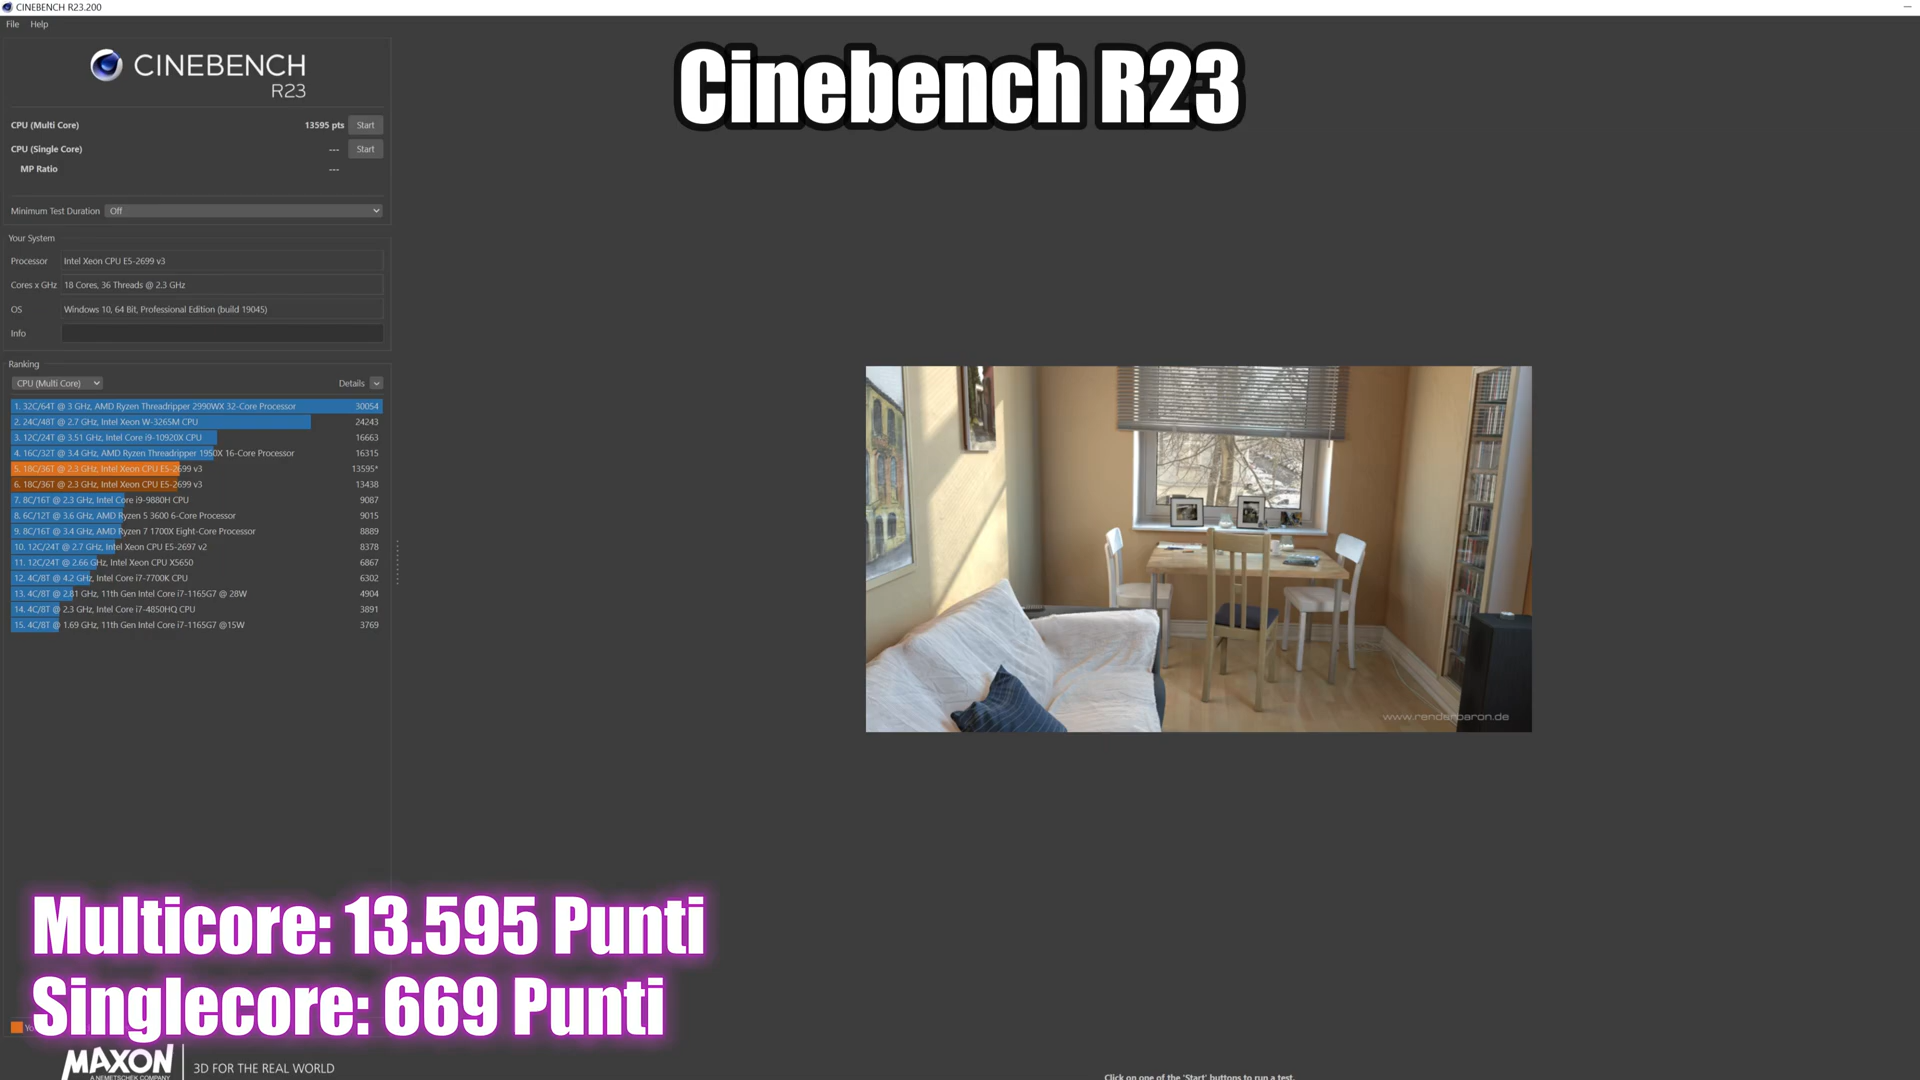 CINEBENCH R23.200
File Help
Cinebench R23
CINEBENCH
R23
CPU (Multi Core) 13595 pts Start
CPU (Single Core) --- Start
MP Ratio ---
Minimum Test Duration Off
Your System
Processor Intel Xeon CPU E5-2699 v3
Cores x GHz 18 Cores, 36 Threads @ 2.3 GHz
OS Windows 10, 64 Bit, Professional Edition (build 19045)
Info
Ranking
CPU (Multi Core) Details
1. 32C/64T @ 3 GHz, AMD Ryzen Threadripper 2990WX 32-Core Processor 30054
2. 24C/48T @ 2.7 GHz, Intel Xeon W-3265M CPU 24243
3. 12C/24T @ 3.51 GHz, Intel Core i9-10920X CPU 16663
4. 16C/32T @ 3.4 GHz, AMD Ryzen Threadripper 1950X 16-Core Processor 16315
5. 18C/36T @ 2.3 GHz, Intel Xeon CPU E5-2699 v3 13595*
6. 18C/36T @ 2.3 GHz, Intel Xeon CPU E5-2699 v3 13438
7. 8C/16T @ 2.3 GHz, Intel Core i9-9880H CPU 9087
8. 6C/12T @ 3.6 GHz, AMD Ryzen 5 3600 6-Core Processor 9015
9. 8C/16T @ 3.4 GHz, AMD Ryzen 7 1700X Eight-Core Processor 8889
10. 12C/24T @ 2.7 GHz, Intel Xeon CPU E5-2697 v2 8378
11. 12C/24T @ 2.66 GHz, Intel Xeon CPU X5650 6867
12. 4C/8T @ 4.2 GHz, Intel Core i7-7700K CPU 6302
13. 4C/8T @ 2.81 GHz, 11th Gen Intel Core i7-1165G7 @ 28W 4904
14. 4C/8T @ 2.3 GHz, Intel Core i7-4850HQ CPU 3891
15. 4C/8T @ 1.69 GHz, 11th Gen Intel Core i7-1165G7 @15W 3769
www.renderbaron.de
Multicore: 13.595 Punti
Singlecore: 669 Punti
MAXON
A NEMETSCHEK COMPANY
3D FOR THE REAL WORLD
Click on one of the 'Start' buttons to run a test.